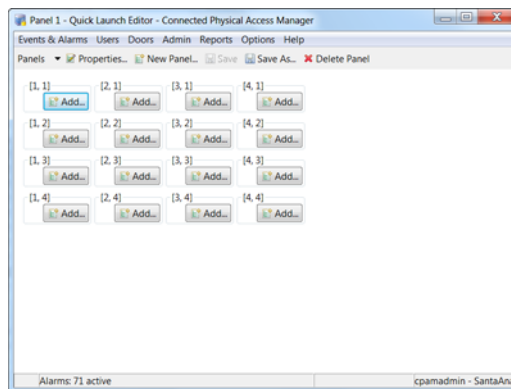 Panel 1 - Quick Launch Editor - Connected Physical Access Manager
Events & Alarms Users Doors Admin Reports Options Help
Panels Properties... New Panel... Save Save As... Delete Panel
[1, 1] [2, 1] [3, 1] [4, 1]
Add... Add... Add... Add...
[1, 2] [2, 2] [3, 2] [4, 2]
Add... Add... Add... Add...
[1, 3] [2, 3] [3, 3] [4, 3]
Add... Add... Add... Add...
[1, 4] [2, 4] [3, 4] [4, 4]
Add... Add... Add... Add...
Alarms: 71 active cpamadmin - SantaAna